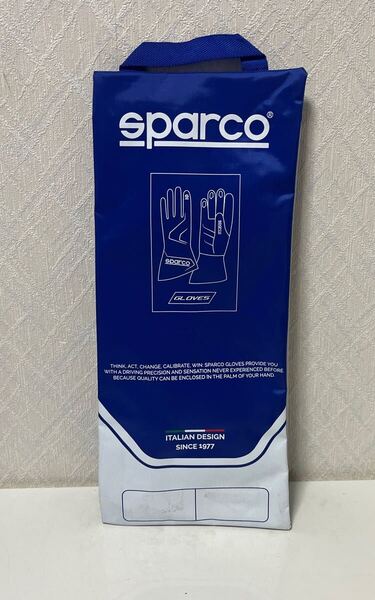 sparco®
sparco
GLOVES
THINK, ACT, CHANGE, CALIBRATE, WIN: SPARCO GLOVES PROVIDE YOU
WITH A DRIVING PRECISION AND SENSATION NEVER EXPERIENCED BEFORE
BECAUSE QUALITY CAN BE ENCLOSED IN THE PALM OF YOUR HAND.
ITALIAN DESIGN
SINCE 1977